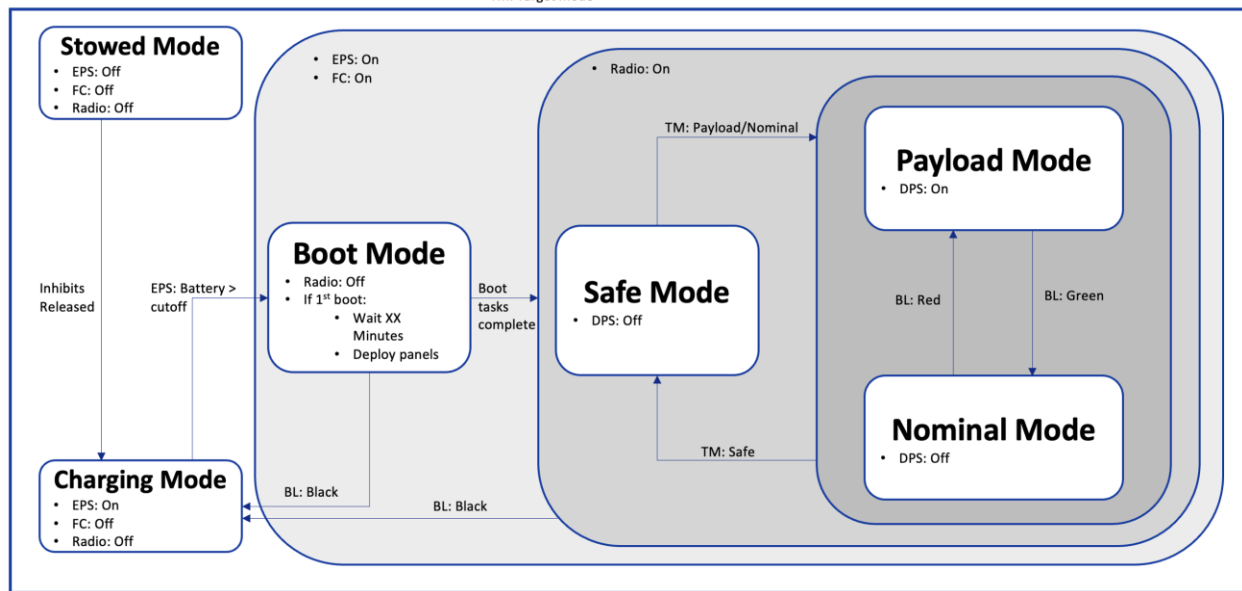 Stowed Mode
• EPS: Off
• FC: Off
• Radio: Off
• EPS: On
• FC: On
• Radio: On
TM: Payload/Nominal
Payload Mode
• DPS: On
Inhibits
Released
EPS: Battery >
cutoff
Boot Mode
• Radio: Off
• If 1st boot:
• Wait XX
Minutes
• Deploy panels
Boot
tasks
complete
Safe Mode
• DPS: Off
BL: Red
BL: Green
Nominal Mode
• DPS: Off
TM: Safe
Charging Mode
• EPS: On
• FC: Off
• Radio: Off
BL: Black
BL: Black